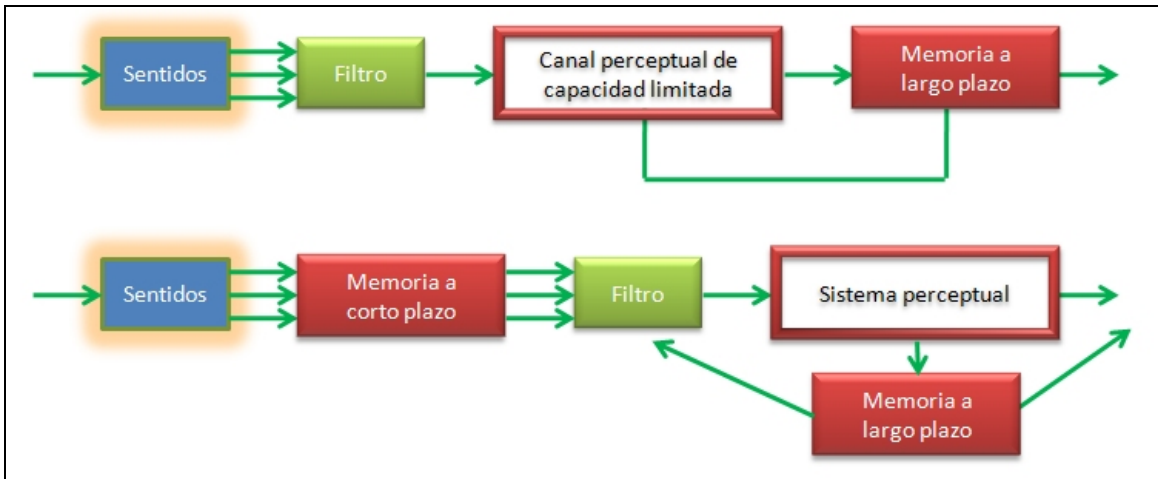 Sentidos
Filtro
Canal perceptual de
capacidad limitada
Memoria a
largo plazo
Sentidos
Memoria a
corto plazo
Filtro
Sistema perceptual
Memoria a
largo plazo